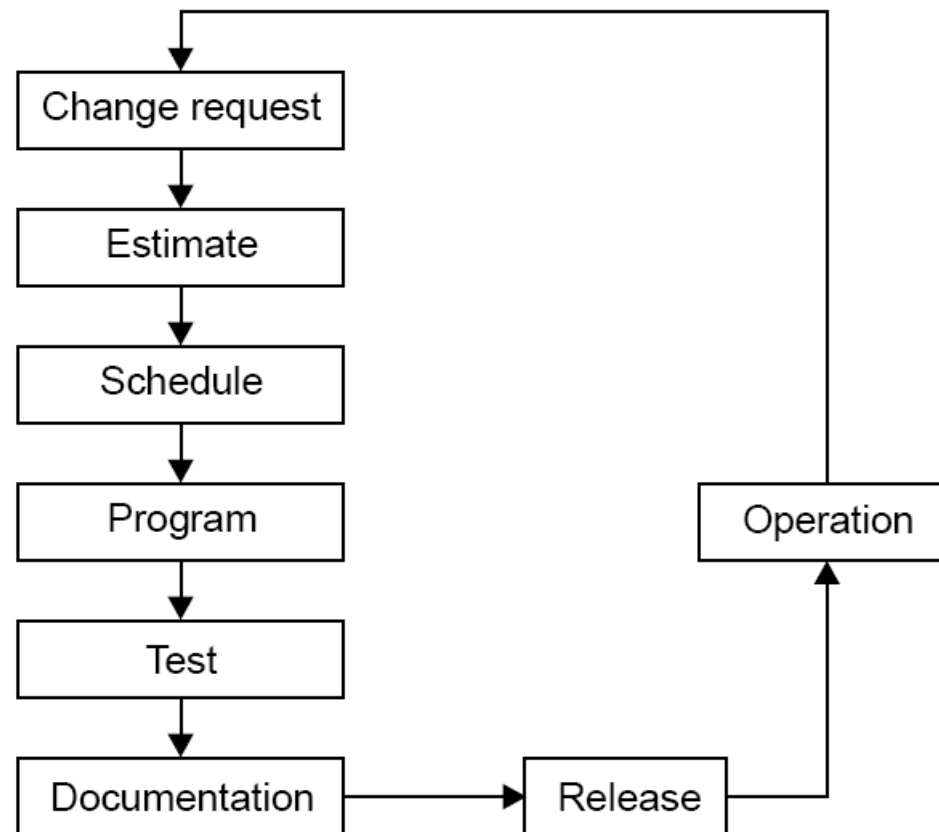 Change request
Estimate
Schedule
Program
Operation
Test
Documentation
Release